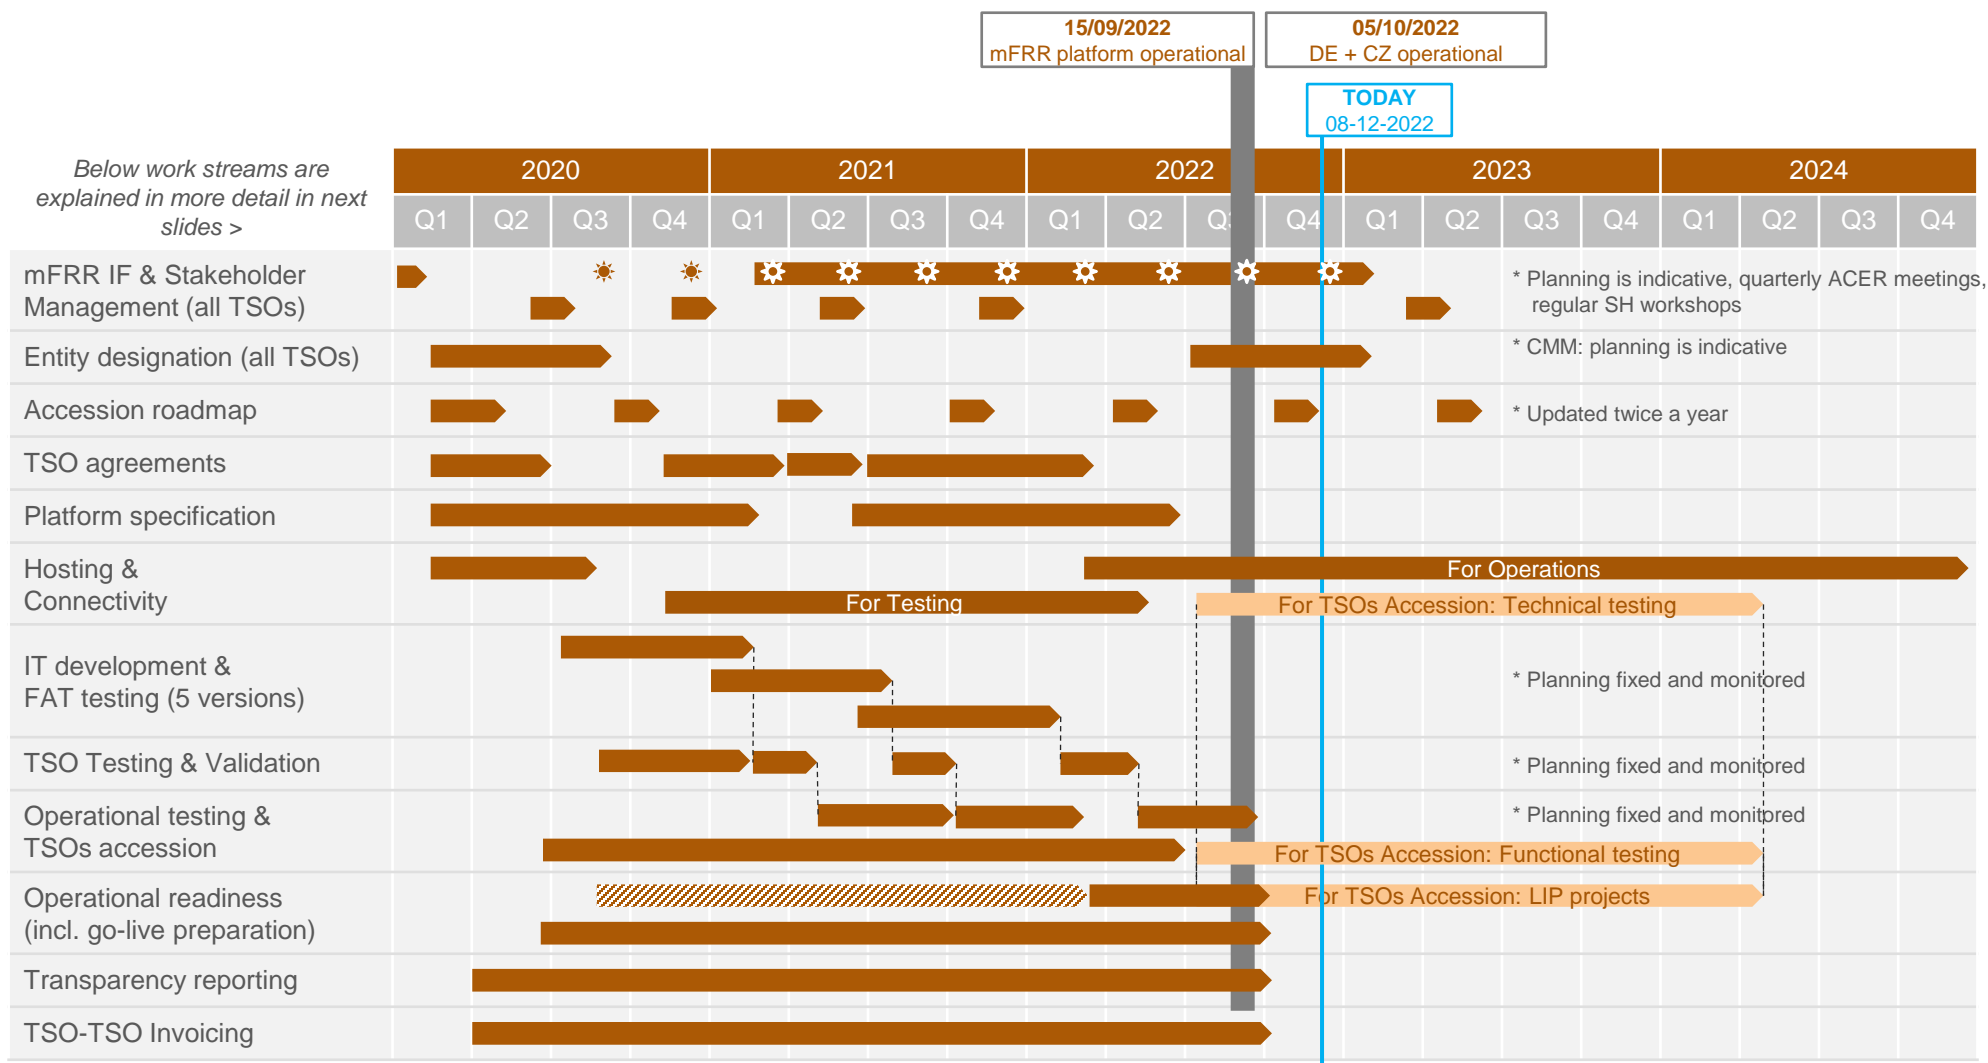 15/09/2022
mFRR platform operational
05/10/2022
DE + CZ operational
TODAY
08-12-2022
Below work streams are
explained in more detail in next
slides >
2020 2021 2022 2023 2024
Q1 Q2 Q3 Q4 Q1 Q2 Q3 Q4 Q1 Q2 Q3 Q4 Q1 Q2 Q3 Q4 Q1 Q2 Q3 Q4
mFRR IF & Stakeholder
Management (all TSOs)
* Planning is indicative, quarterly ACER meetings,
regular SH workshops
Entity designation (all TSOs)
* CMM: planning is indicative
Accession roadmap
* Updated twice a year
TSO agreements
Platform specification
Hosting &
Connectivity
For Operations
For Testing
For TSOs Accession: Technical testing
IT development &
FAT testing (5 versions)
* Planning fixed and monitored
TSO Testing & Validation
* Planning fixed and monitored
Operational testing &
TSOs accession
* Planning fixed and monitored
For TSOs Accession: Functional testing
Operational readiness
(incl. go-live preparation)
For TSOs Accession: LIP projects
Transparency reporting
TSO-TSO Invoicing